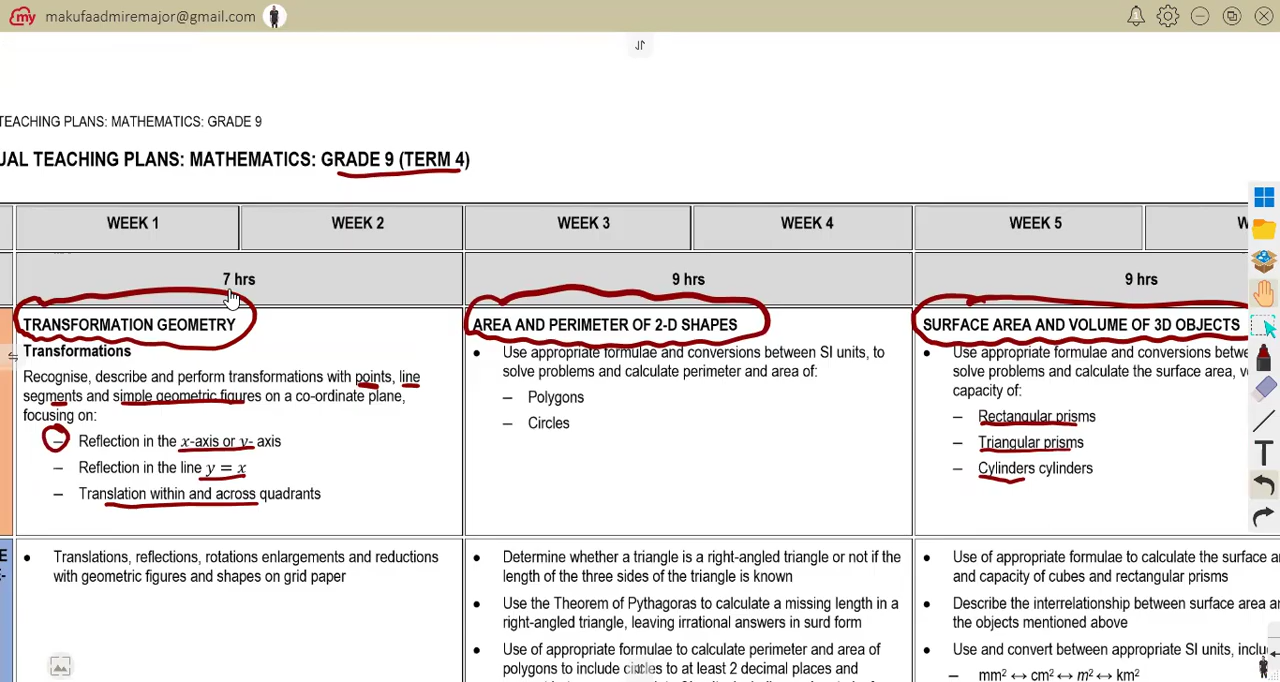 my makufaadmiremajor@gmail.com
TEACHING PLANS: MATHEMATICS: GRADE 9
UAL TEACHING PLANS: MATHEMATICS: GRADE 9 (TERM 4)
WEEK 1 WEEK 2 WEEK 3 WEEK 4 WEEK 5 W
7 hrs 9 hrs 9 hrs
TRANSFORMATION GEOMETRY
Transformations
Recognise, describe and perform transformations with points, line
segments and simple geometric figures on a co-ordinate plane,
focusing on:
– Reflection in the x-axis or y- axis
– Reflection in the line y = x
– Translation within and across quadrants
AREA AND PERIMETER OF 2-D SHAPES
• Use appropriate formulae and conversions between SI units, to
solve problems and calculate perimeter and area of:
– Polygons
– Circles
SURFACE AREA AND VOLUME OF 3D OBJECTS
• Use appropriate formulae and conversions betwe
solve problems and calculate the surface area, v
capacity of:
– Rectangular prisms
– Triangular prisms
– Cylinders cylinders
E
E-
• Translations, reflections, rotations enlargements and reductions
with geometric figures and shapes on grid paper
• Determine whether a triangle is a right-angled triangle or not if the
length of the three sides of the triangle is known
• Use the Theorem of Pythagoras to calculate a missing length in a
right-angled triangle, leaving irrational answers in surd form
• Use of appropriate formulae to calculate perimeter and area of
polygons to include circles to at least 2 decimal places and
• Use of appropriate formulae to calculate the surface a
and capacity of cubes and rectangular prisms
• Describe the interrelationship between surface area a
the objects mentioned above
• Use and convert between appropriate SI units, inclu
– mm² ↔ cm² ↔ m² ↔ km²
T